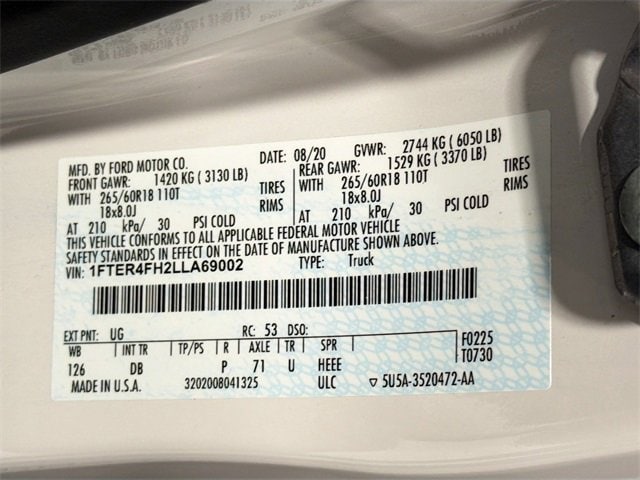 MFD. BY FORD MOTOR CO. DATE: 08/20 GVWR: 2744 KG ( 6050 LB)
FRONT GAWR: 1420 KG ( 3130 LB) REAR GAWR: 1529 KG ( 3370 LB)
WITH 265/60R18 110T TIRES WITH 265/60R18 110T TIRES
18x8.0J RIMS 18x8.0J RIMS
AT 210 kPa/ 30 PSI COLD AT 210 kPa/ 30 PSI COLD
THIS VEHICLE CONFORMS TO ALL APPLICABLE FEDERAL MOTOR VEHICLE
SAFETY STANDARDS IN EFFECT ON THE DATE OF MANUFACTURE SHOWN ABOVE.
VIN: 1FTER4FH2LLA69002 TYPE: Truck
EXT PNT: UG RC: 53 DSO: F0225
WB INT TR TP/PS R AXLE TR SPR T0730
126 DB P 71 U HEEE
MADE IN U.S.A. 3202008041325 ULC ▽ 5U5A-3520472-AA